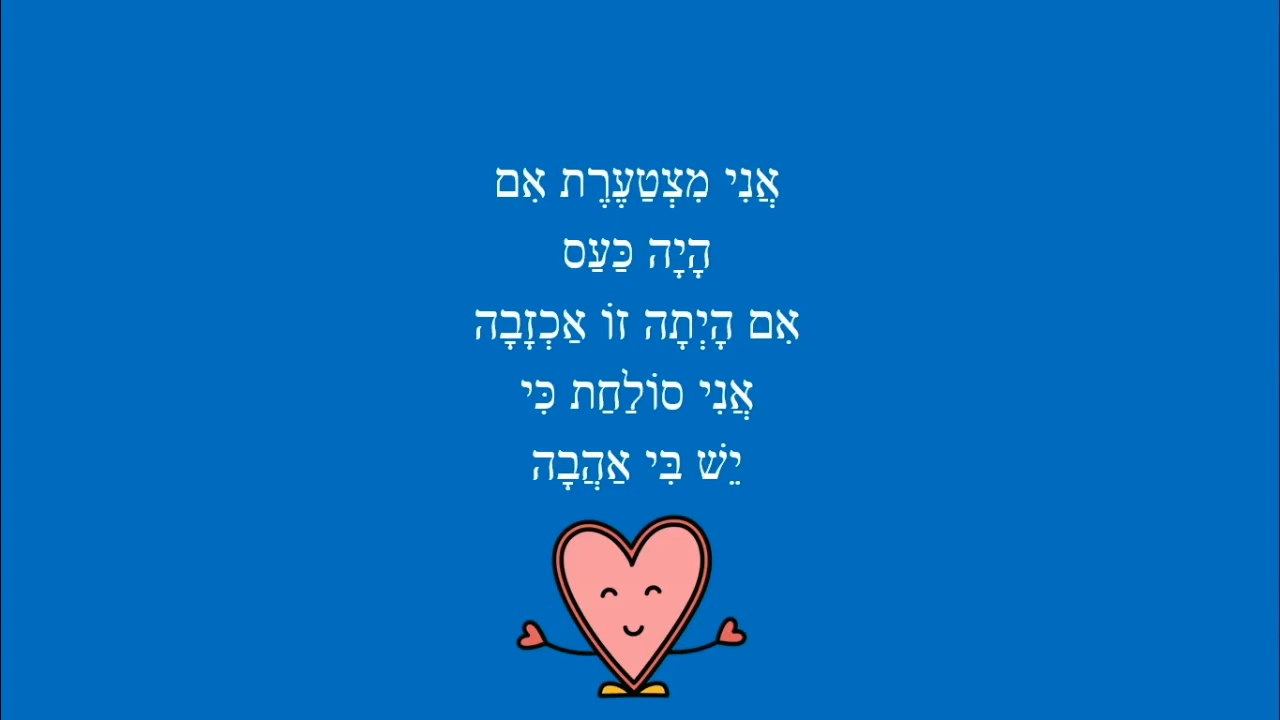 אֲנִי מִצְטַעֶרֶת אִם
הָיָה כַּעַס
אִם הָיְתָה זוֹ אַכְזָבָה
אֲנִי סוֹלַחַת כִּי
יֵשׁ בִּי אַהֲבָה